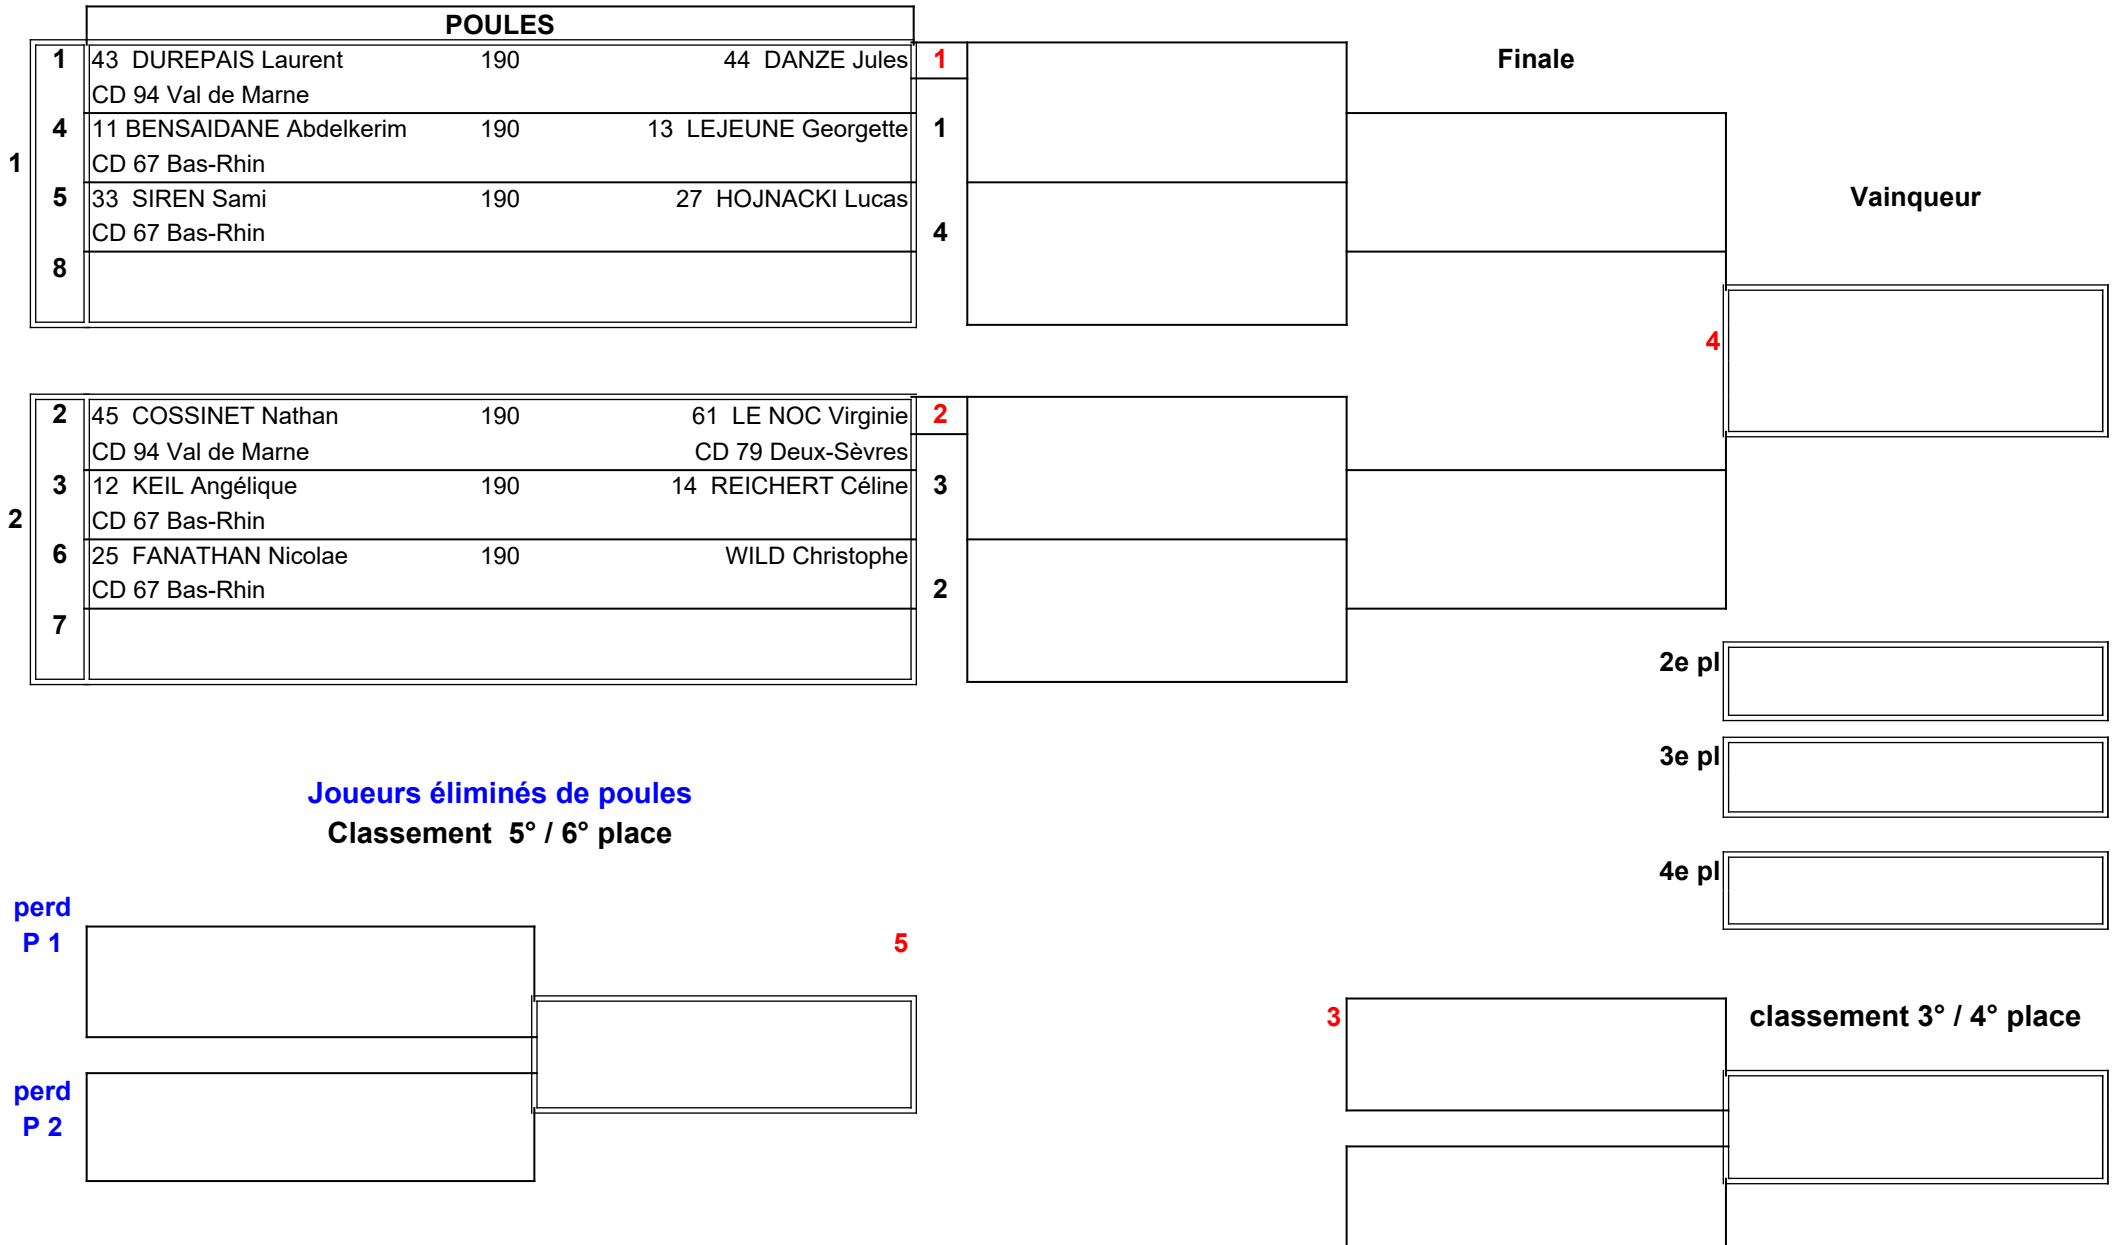 POULES
1 43 DUREPAIS Laurent 190 44 DANZE Jules 1 Finale
CD 94 Val de Marne
4 11 BENSAIDANE Abdelkerim 190 13 LEJEUNE Georgette 1
1 CD 67 Bas-Rhin
5 33 SIREN Sami 190 27 HOJNACKI Lucas Vainqueur
CD 67 Bas-Rhin 4
8
4
2 45 COSSINET Nathan 190 61 LE NOC Virginie 2
CD 94 Val de Marne CD 79 Deux-Sèvres
3 12 KEIL Angélique 190 14 REICHERT Céline 3
2 CD 67 Bas-Rhin
6 25 FANATHAN Nicolae 190 WILD Christophe
CD 67 Bas-Rhin 2
7
2e pl
3e pl
Joueurs éliminés de poules
Classement 5° / 6° place
4e pl
perd
P 1 5
3 classement 3° / 4° place
perd
P 2